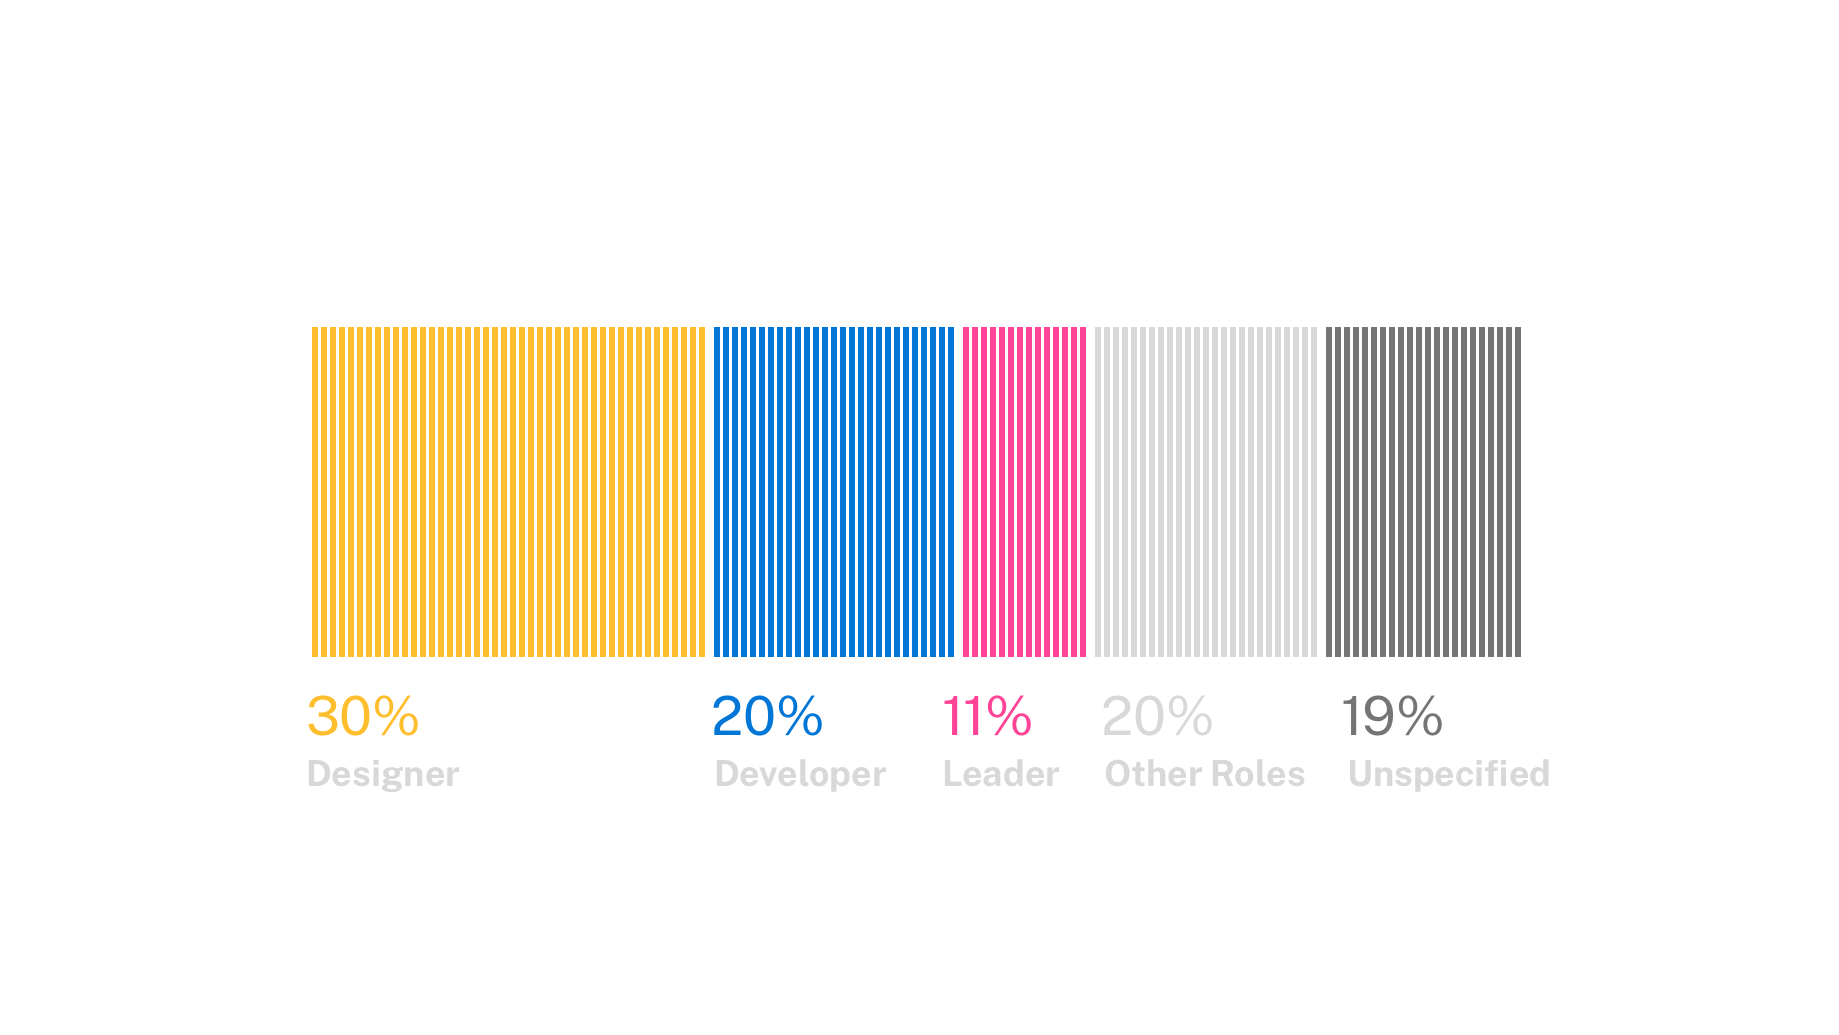 30% 20% 11% 20% 19%
Designer Developer Leader Other Roles Unspecified